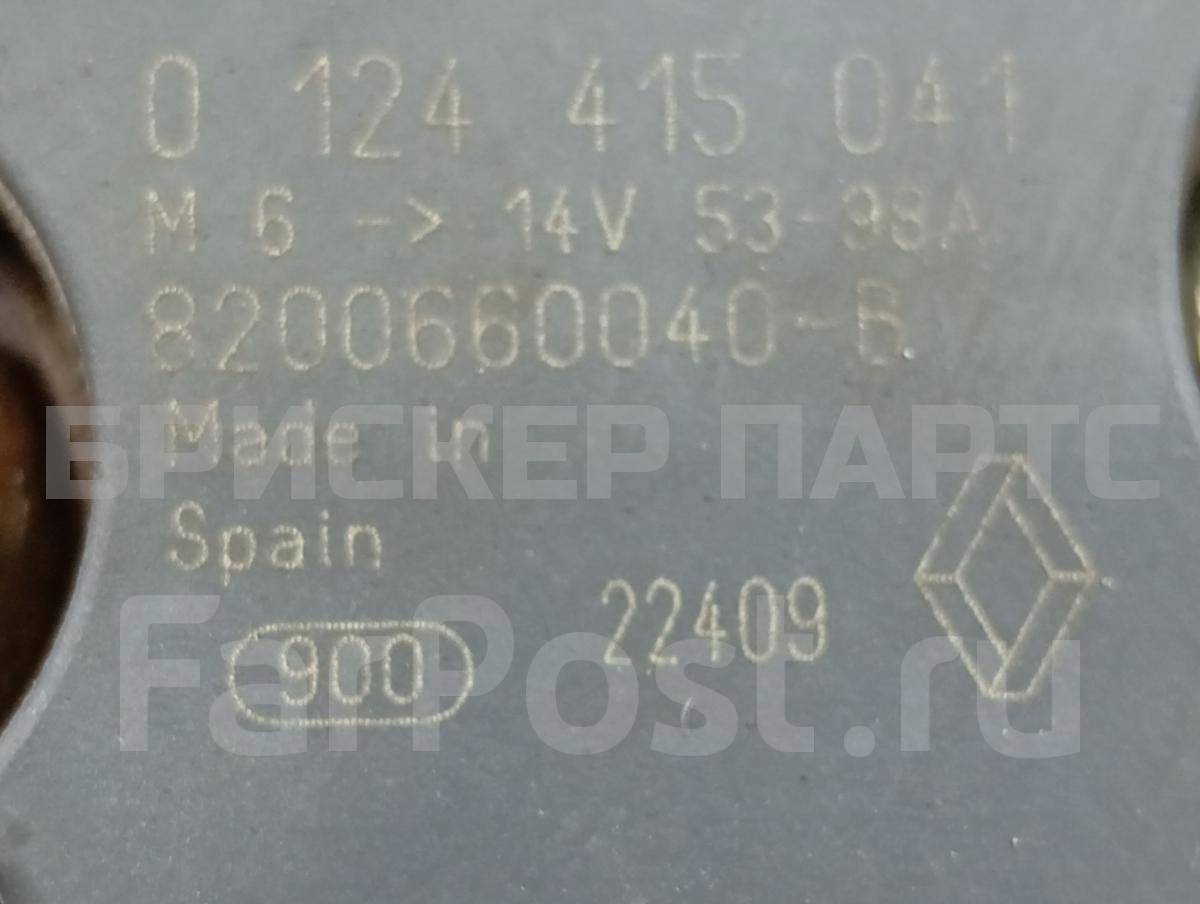 0 124 415 041
M 6 -> 14V 53-98A
8200660040-B
Made in
БРИСКЕР ПАРТС
Spain
22409
900
FarPost.ru